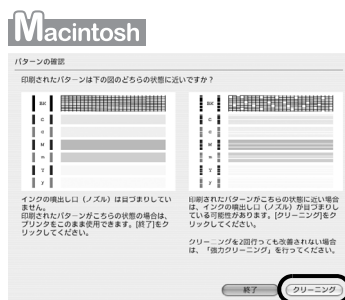 Macintosh
パターンの確認
印刷されたパターンは下の図のどちらの状態に近いですか？
BK
C
c
M
m
Y
y
インクの噴出し口（ノズル）は目づまりしてい
ません。
印刷されたパターンがこちらの状態の場合は、
プリンタをこのまま使用できます。[終了]をク
リックしてください。
BK
C
c
M
m
Y
y
印刷されたパターンがこちらの状態に近い場合
は、インクの噴出し口（ノズル）が目づまりし
ている可能性があります。[クリーニング]をク
リックしてください。
クリーニングを2回行っても改善されない場合
は、「強力クリーニング」を行ってください。
終了
クリーニング